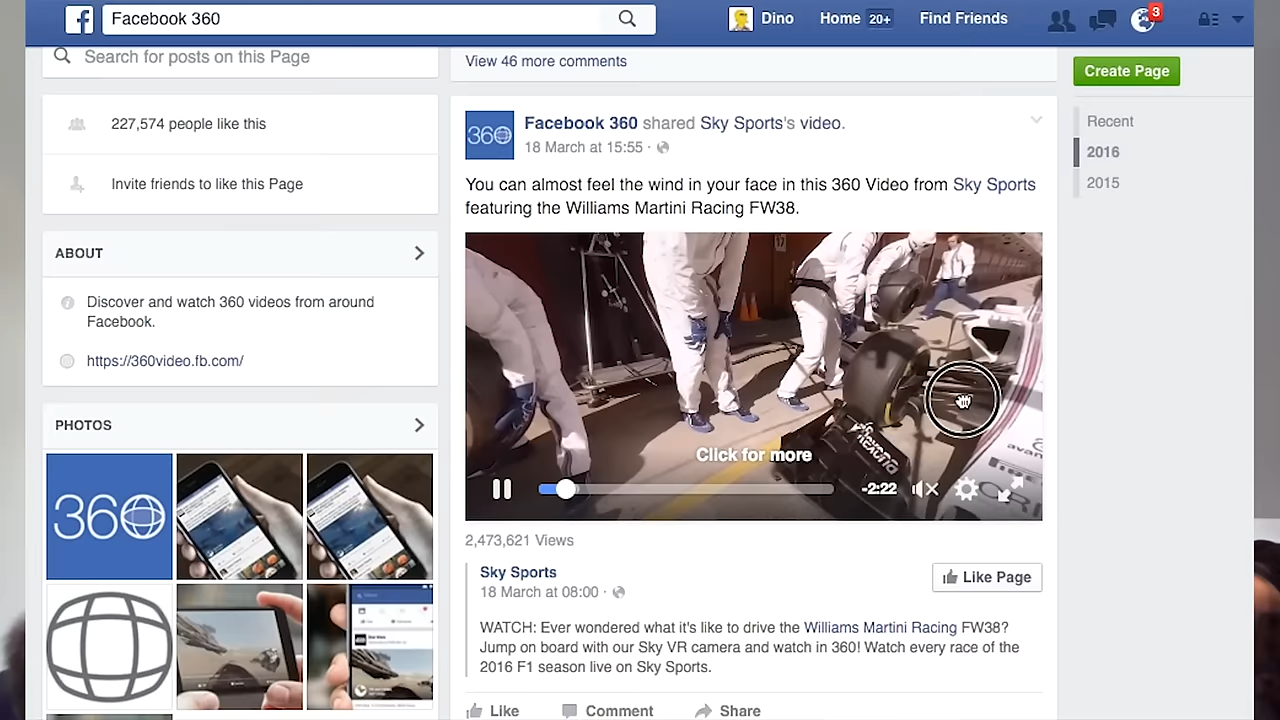 Facebook 360
Dino
Home 20+
Find Friends
3
Search for posts on this Page
227,574 people like this
Invite friends to like this Page
ABOUT
Discover and watch 360 videos from around
Facebook.
https://360video.fb.com/
PHOTOS
360
View 46 more comments
360
Facebook 360 shared Sky Sports's video.
18 March at 15:55 ·
You can almost feel the wind in your face in this 360 Video from Sky Sports
featuring the Williams Martini Racing FW38.
12
REXONA
Click for more
-2:22
2,473,621 Views
Sky Sports
18 March at 08:00 ·
Like Page
WATCH: Ever wondered what it's like to drive the Williams Martini Racing FW38?
Jump on board with our Sky VR camera and watch in 360! Watch every race of the
2016 F1 season live on Sky Sports.
Like
Comment
Share
Create Page
Recent
2016
2015